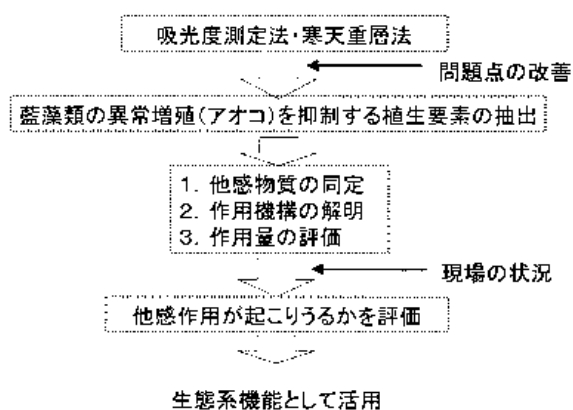 吸光度測定法・寒天重層法
問題点の改善
藍藻類の異常増殖(アオコ)を抑制する植生要素の抽出
1. 他感物質の同定
2. 作用機構の解明
3. 作用量の評価
現場の状況
他感作用が起こりうるかを評価
生態系機能として活用